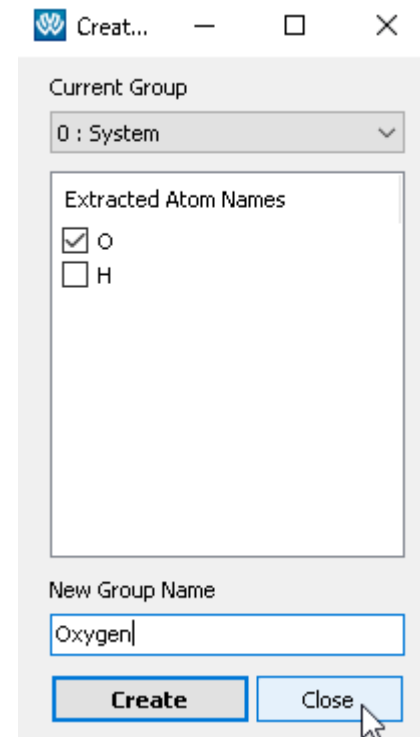 Creat...
Current Group
0 : System
Extracted Atom Names
O
H
New Group Name
Oxygen
Create Close